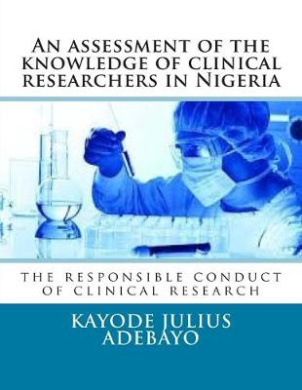 AN ASSESSMENT OF THE
KNOWLEDGE OF CLINICAL
RESEARCHERS IN NIGERIA
THE RESPONSIBLE CONDUCT
OF CLINICAL RESEARCH
KAYODE JULIUS
ADEBAYO